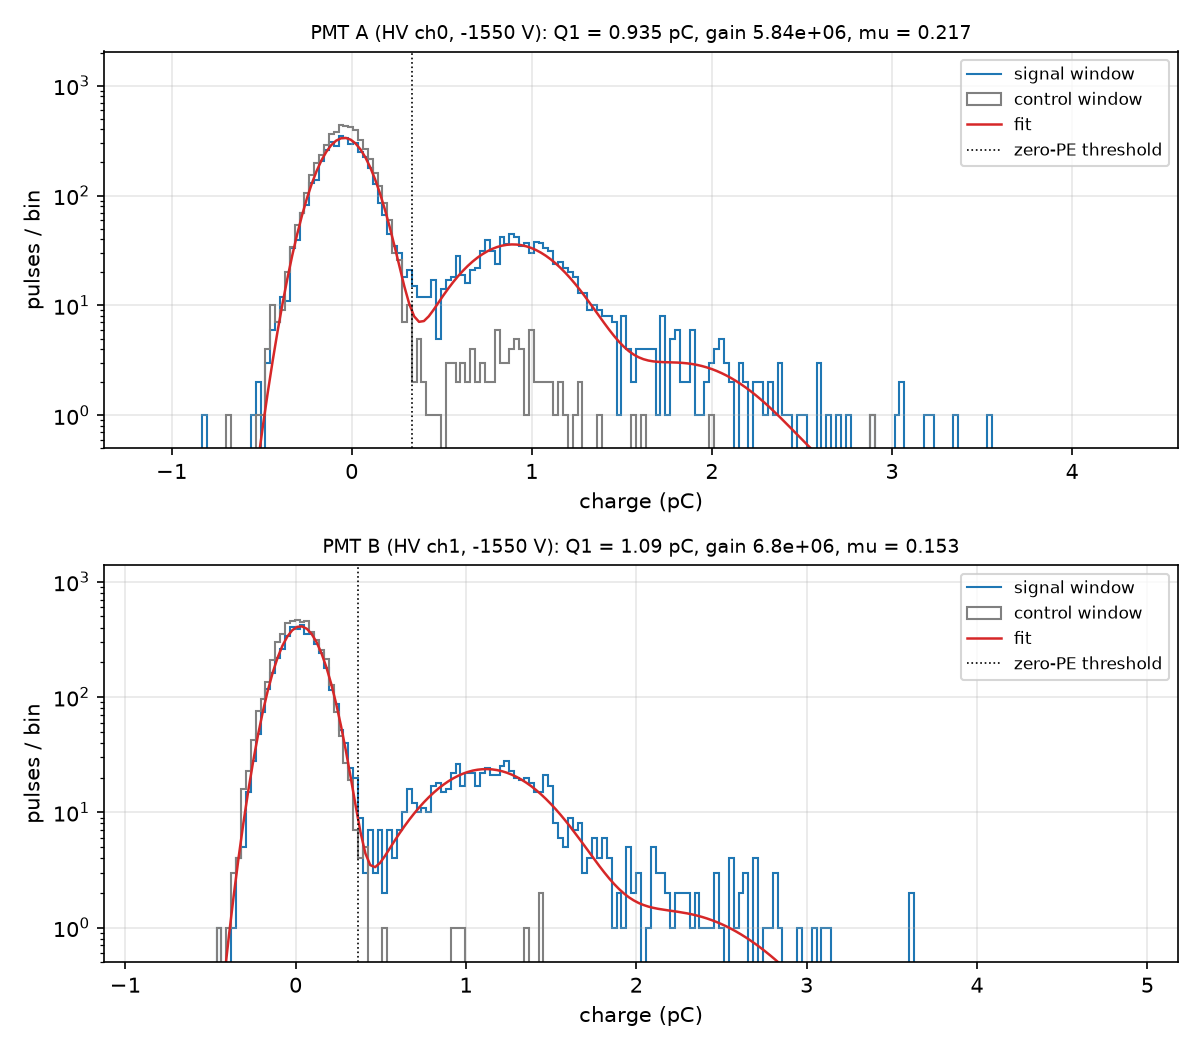 PMT A (HV ch0, -1550 V): Q1 = 0.935 pC, gain 5.84e+06, mu = 0.217
signal window
control window
fit
zero-PE threshold
10³
10²
10¹
10⁰
pulses / bin
−1 0 1 2 3 4
charge (pC)
PMT B (HV ch1, -1550 V): Q1 = 1.09 pC, gain 6.8e+06, mu = 0.153
signal window
control window
fit
zero-PE threshold
10³
10²
10¹
10⁰
pulses / bin
−1 0 1 2 3 4 5
charge (pC)